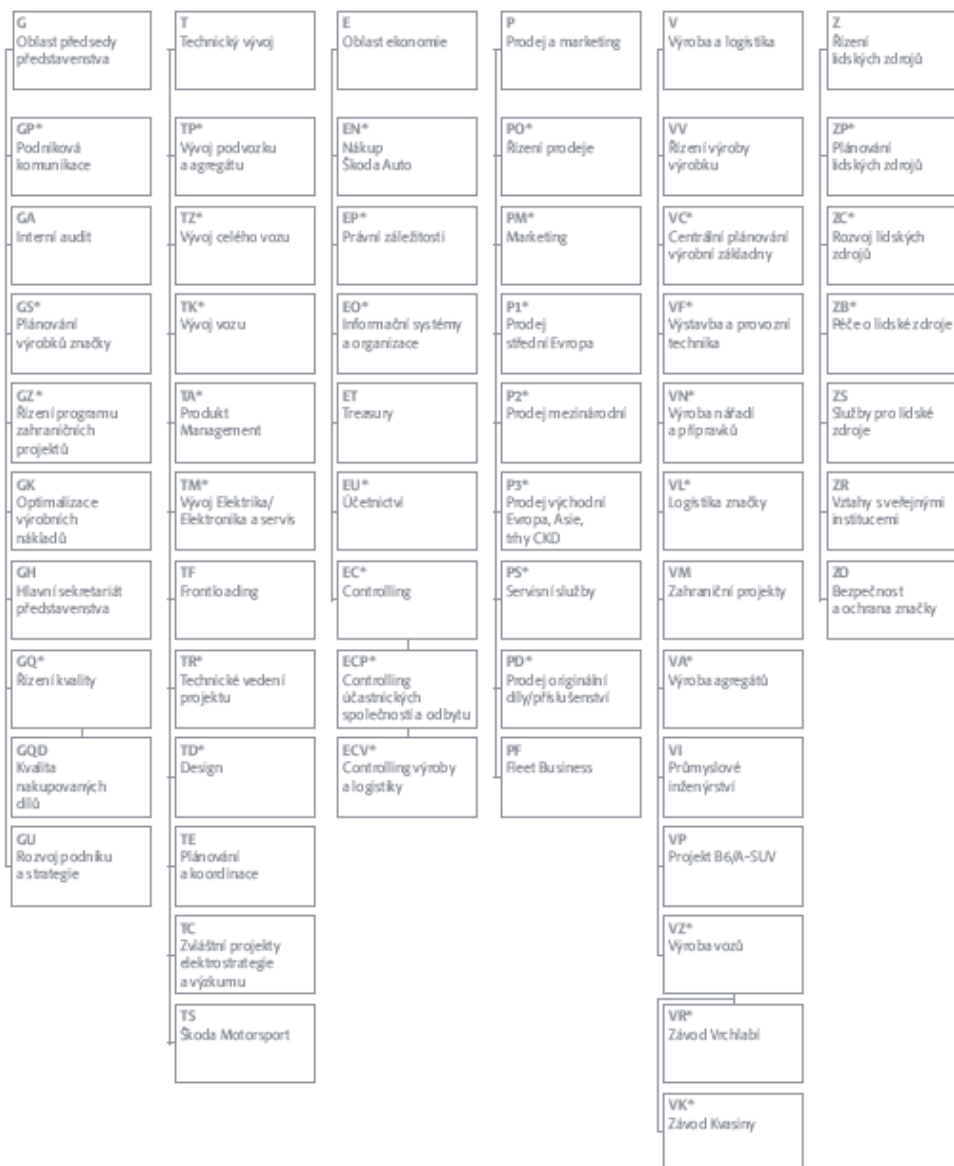 G
Oblast předsedy
představenstva
GP*
Podniková
komunikace
GA
Interní audit
GS*
Plánování
výrobků značky
GZ*
Řízení programu
zahraničních
projektů
GK
Optimalizace
výrobních
nákladů
GH
Hlavní sekretariát
představenstva
GQ*
Řízení kvality
GQD
Kvalita
nakupovaných
dílů
GU
Rozvoj podniku
a strategie
T
Technický vývoj
TP*
Vývoj podvozku
a agregátu
TZ*
Vývoj celého vozu
TK*
Vývoj vozu
TA*
Produkt
Management
TM*
Vývoj Elektrika/
Elektronika a servis
TF
Frontloading
TR*
Technické vedení
projektu
TD*
Design
TE
Plánování
a koordinace
TC
Zvláštní projekty
elektrostrategie
a výzkumu
TS
Škoda Motorsport
E
Oblast ekonomie
EN*
Nákup
Škoda Auto
EP*
Právní záležitosti
EO*
Informační systémy
a organizace
ET
Treasury
EU*
Účetnictví
EC*
Controlling
ECP*
Controlling
účastnických
společností a odbytu
ECV*
Controlling výroby
a logistiky
P
Prodej a marketing
PO*
Řízení prodeje
PM*
Marketing
P1*
Prodej
střední Evropa
P2*
Prodej mezinárodní
P3*
Prodej východní
Evropa, Asie,
trhy CKD
PS*
Servisní služby
PD*
Prodej originální
díly/příslušenství
PF
Fleet Business
V
Výroba a logistika
VV
Řízení výroby
výrobku
VC*
Centrální plánování
výrobní základny
VF*
Výstavba a provozní
technika
VN*
Výroba nářadí
a přípravků
VL*
Logistika značky
VM
Zahraniční projekty
VA*
Výroba agregátů
VI
Průmyslové
inženýrství
VP
Projekt B6/A-SUV
VZ*
Výroba vozů
VR*
Závod Vrchlabí
VK*
Závod Kvasiny
Z
Řízení
lidských zdrojů
ZP*
Plánování
lidských zdrojů
ZC*
Rozvoj lidských
zdrojů
ZB*
Péče o lidské zdroje
ZS
Služby pro lidské
zdroje
ZR
Vztahy s veřejnými
institucemi
ZO
Bezpečnost
a ochrana značky